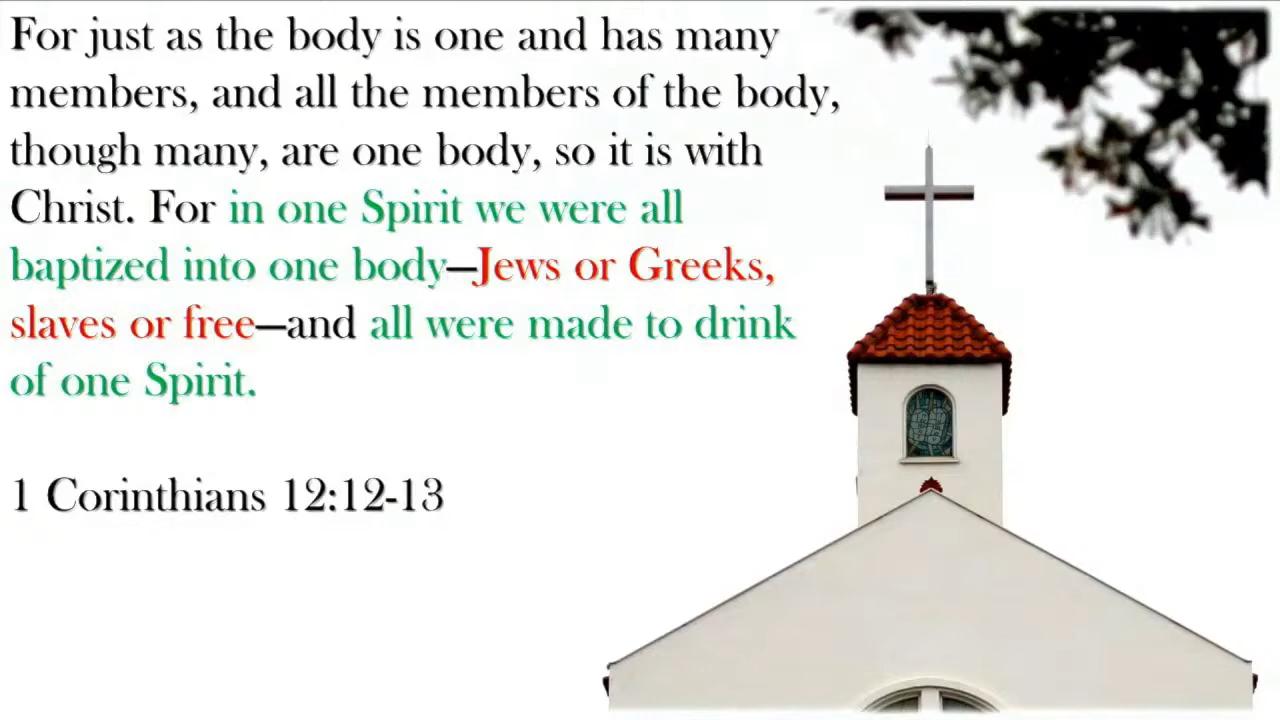 For just as the body is one and has many
members, and all the members of the body,
though many, are one body, so it is with
Christ. For in one Spirit we were all
baptized into one body—Jews or Greeks,
slaves or free—and all were made to drink
of one Spirit.
1 Corinthians 12:12-13